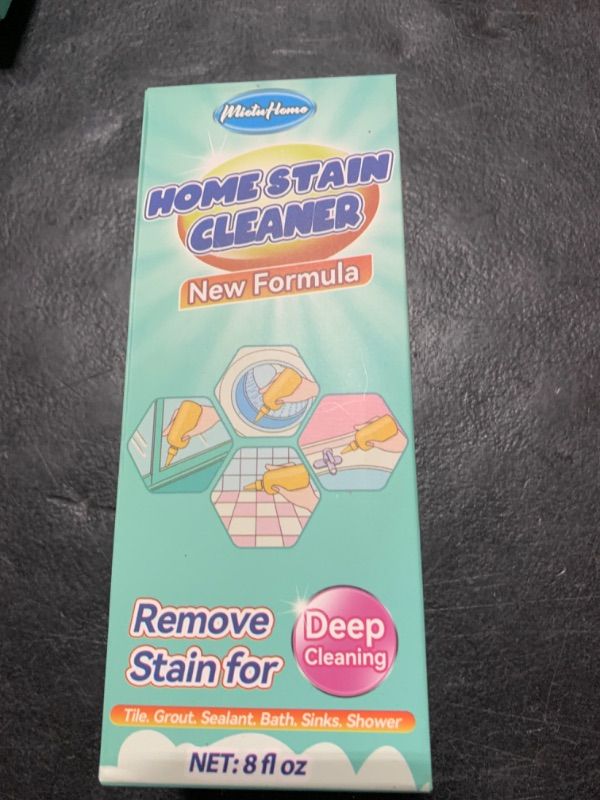 MiotuHome
HOME STAIN
CLEANER
New Formula
Remove
Stain for
Deep
Cleaning
Tile. Grout. Sealant. Bath. Sinks. Shower
NET: 8 fl oz